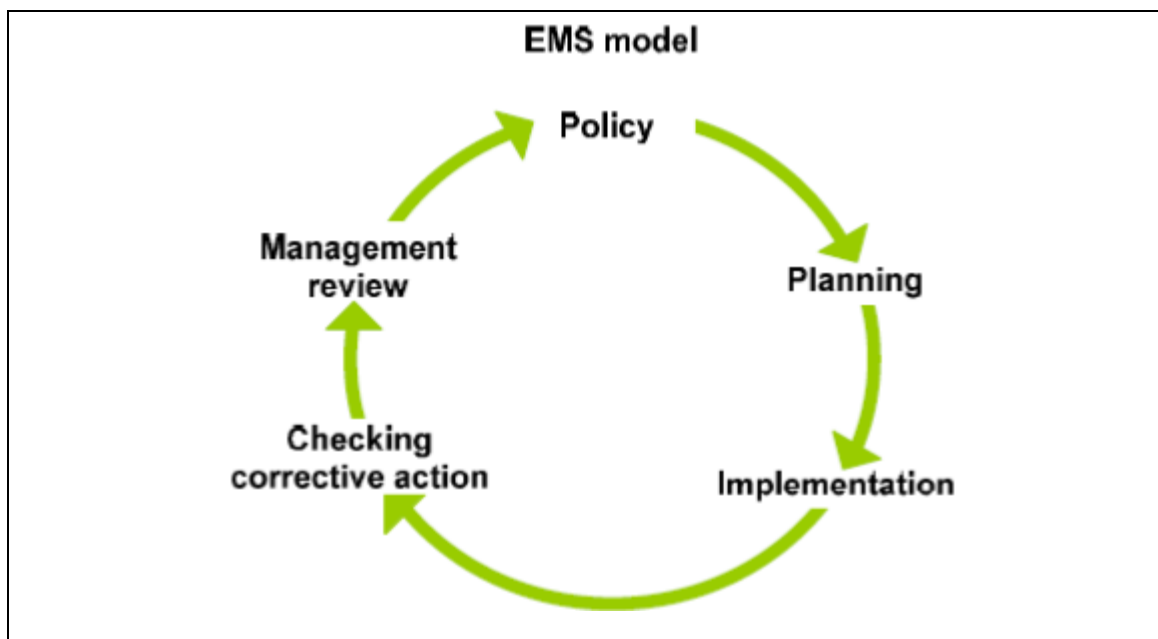 EMS model
Policy
Planning
Implementation
Checking
corrective action
Management
review